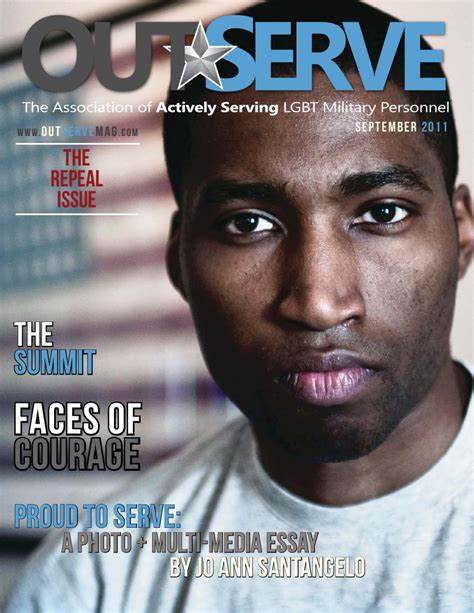 OUTSERVE
The Association of Actively Serving LGBT Military Personnel
WWW.OUTSERVE-MAG.COM
SEPTEMBER 2011
THE
REPEAL
ISSUE
THE
SUMMIT
FACES OF
COURAGE
PROUD TO SERVE:
A PHOTO + MULTI-MEDIA ESSAY
BY JO ANN SANTANGELO